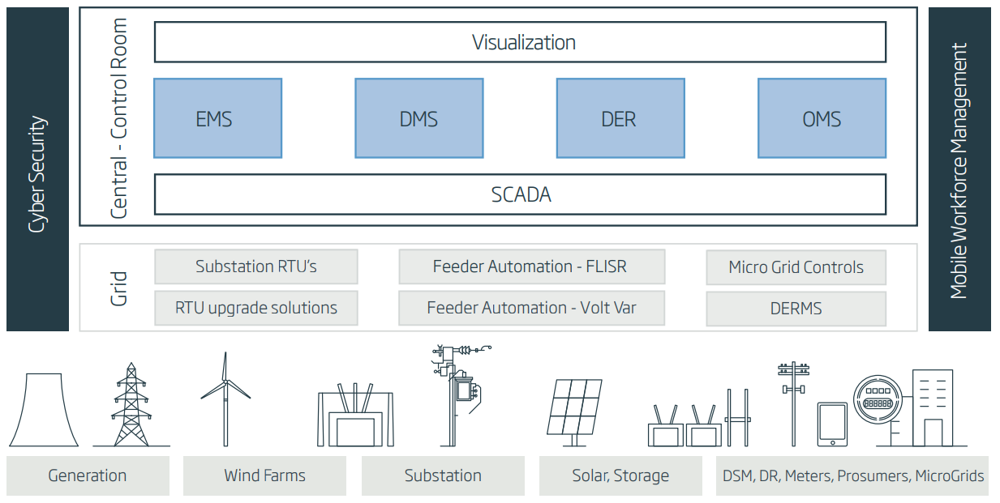 Cyber Security
Central - Control Room
Visualization
EMS
DMS
DER
OMS
SCADA
Mobile Workforce Management
Grid
Substation RTU's
Feeder Automation - FLISR
Micro Grid Controls
RTU upgrade solutions
Feeder Automation - Volt Var
DERMS
Generation
Wind Farms
Substation
Solar, Storage
DSM, DR, Meters, Prosumers, MicroGrids